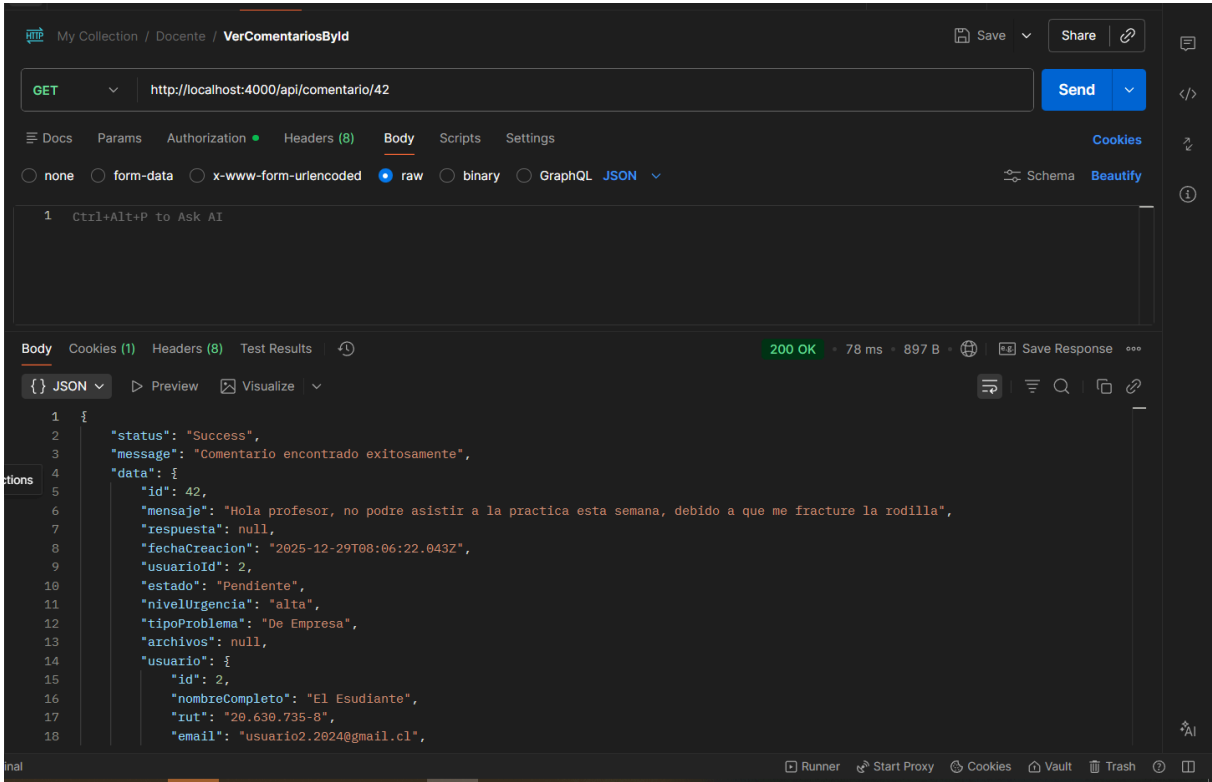 HTTP My Collection / Docente / VerComentariosById Save Share
GET http://localhost:4000/api/comentario/42 Send
Docs Params Authorization Headers (8) Body Scripts Settings Cookies
none form-data x-www-form-urlencoded raw binary GraphQL JSON Schema Beautify
1 Ctrl+Alt+P to Ask AI
Body Cookies (1) Headers (8) Test Results 200 OK 78 ms 897 B e.g. Save Response
{} JSON Preview Visualize
1 {
2 "status": "Success",
3 "message": "Comentario encontrado exitosamente",
4 "data": {
ctions
5 "id": 42,
6 "mensaje": "Hola profesor, no podre asistir a la practica esta semana, debido a que me fracture la rodilla",
7 "respuesta": null,
8 "fechaCreacion": "2025-12-29T08:06:22.043Z",
9 "usuarioId": 2,
10 "estado": "Pendiente",
11 "nivelUrgencia": "alta",
12 "tipoProblema": "De Empresa",
13 "archivos": null,
14 "usuario": {
15 "id": 2,
16 "nombreCompleto": "El Esudiante",
17 "rut": "20.630.735-8",
18 "email": "usuario2.2024@gmail.cl",
AI
inal Runner Start Proxy Cookies Vault Trash